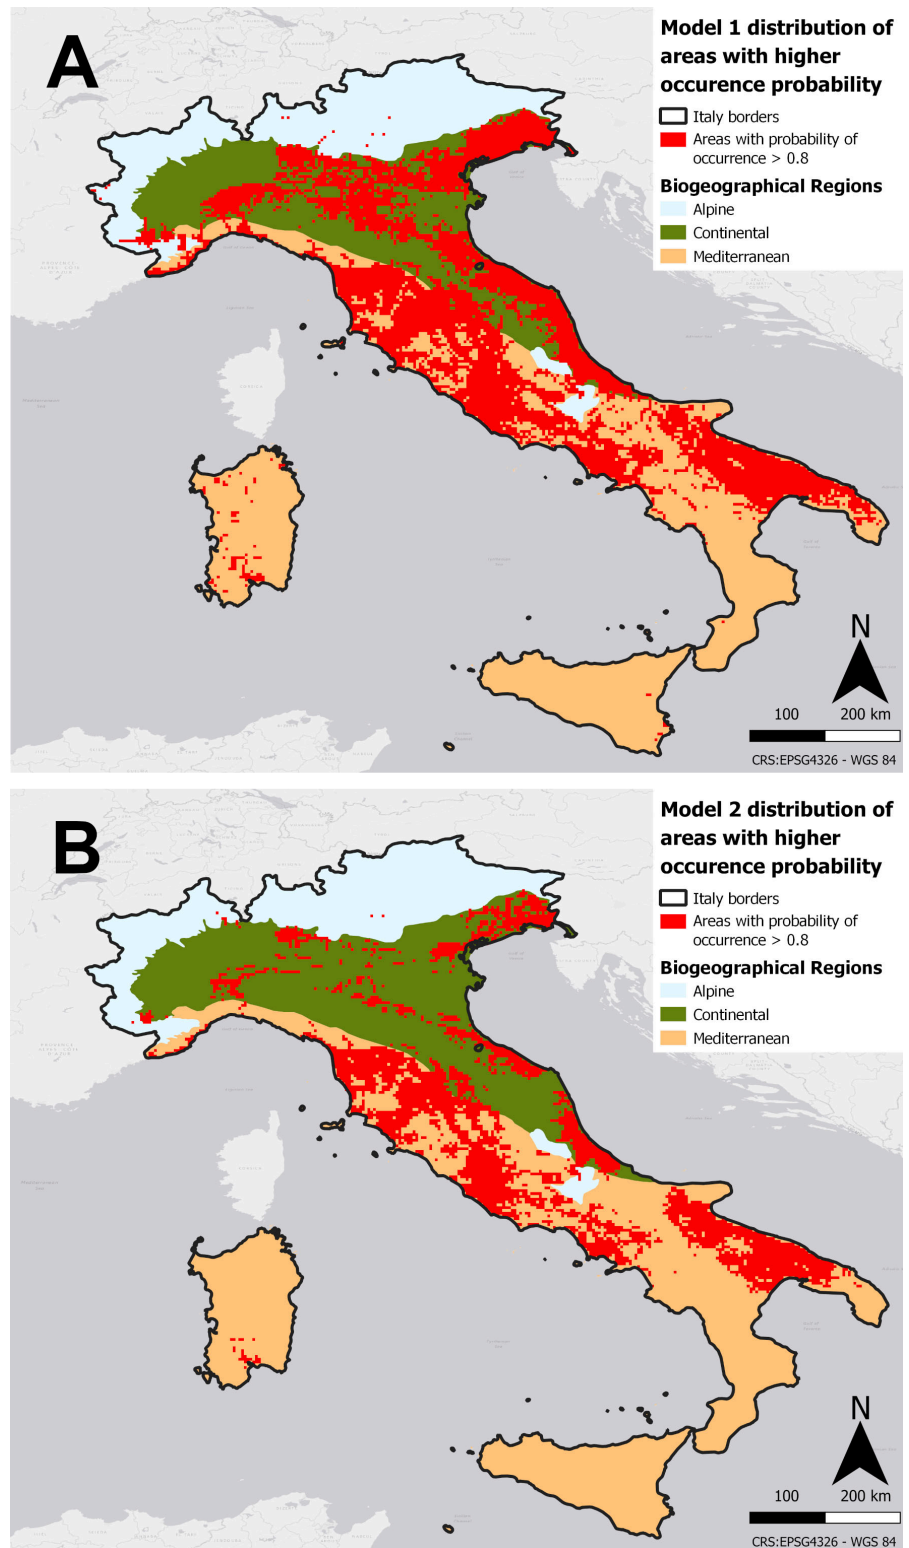 A
Model 1 distribution of
areas with higher
occurence probability
Italy borders
Areas with probability of
occurrence > 0.8
Biogeographical Regions
Alpine
Continental
Mediterranean
N
100 200 km
CRS:EPSG4326 - WGS 84
B
Model 2 distribution of
areas with higher
occurence probability
Italy borders
Areas with probability of
occurrence > 0.8
Biogeographical Regions
Alpine
Continental
Mediterranean
N
100 200 km
CRS:EPSG4326 - WGS 84